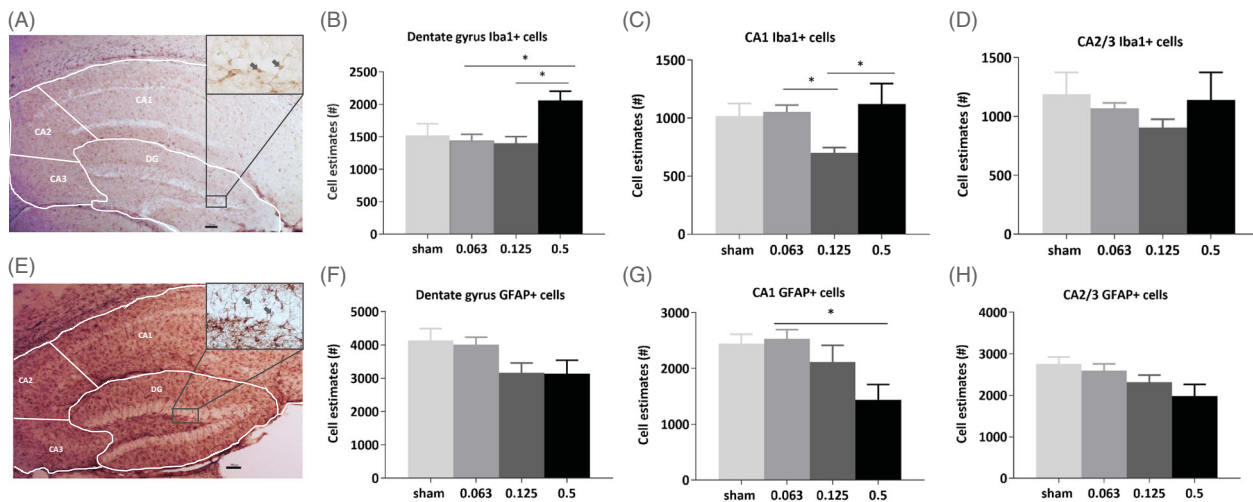 (A)
CA1
CA2
DG
CA3
(B)
Dentate gyrus Iba1+ cells
Cell estimates (#)
2500
2000
1500
1000
500
0
* 
*
sham 0.063 0.125 0.5
(C)
CA1 Iba1+ cells
Cell estimates (#)
1500
1000
500
0
*
*
sham 0.063 0.125 0.5
(D)
CA2/3 Iba1+ cells
Cell estimates (#)
1500
1000
500
0
sham 0.063 0.125 0.5
(E)
CA1
CA2
DG
CA3
(F)
Dentate gyrus GFAP+ cells
Cell estimates (#)
5000
4000
3000
2000
1000
0
sham 0.063 0.125 0.5
(G)
CA1 GFAP+ cells
Cell estimates (#)
3000
2000
1000
0
*
sham 0.063 0.125 0.5
(H)
CA2/3 GFAP+ cells
Cell estimates (#)
4000
3000
2000
1000
0
sham 0.063 0.125 0.5